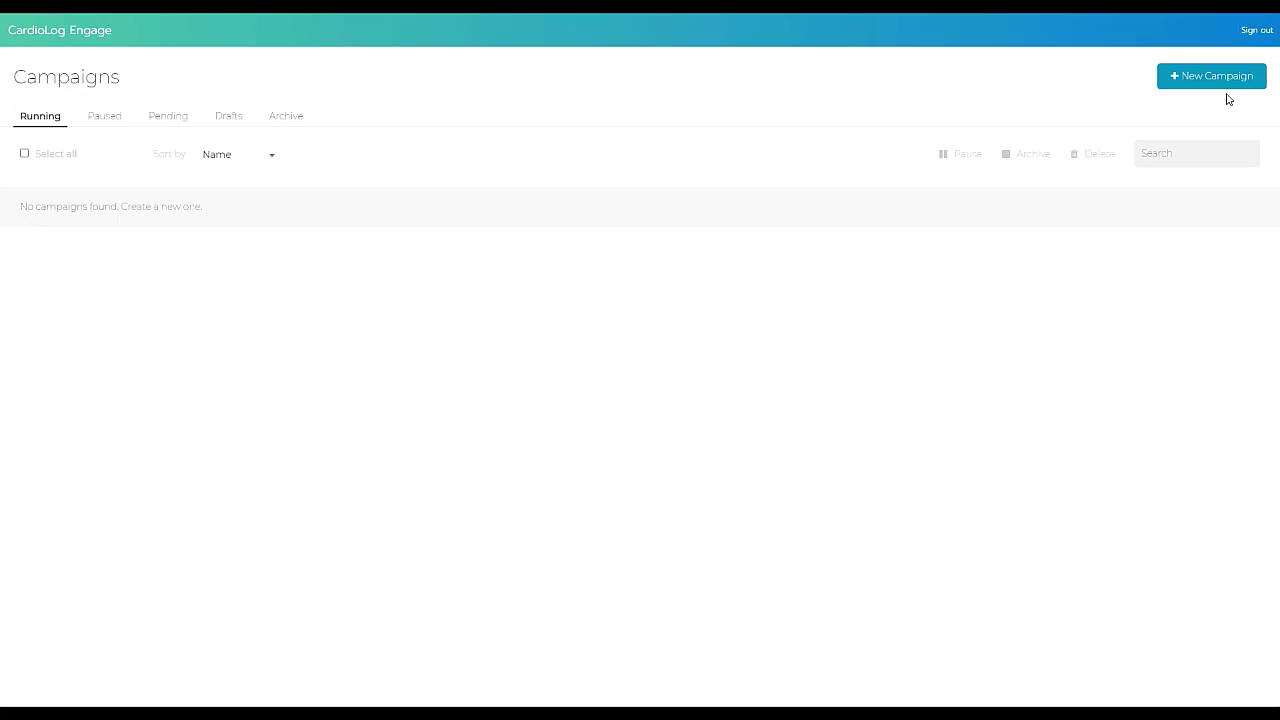 CardioLog Engage
Sign out
Campaigns
New Campaign
Running Paused Pending Drafts Archive
Select all Sort by Name Pause Archive Delete Search
No campaigns found. Create a new one.